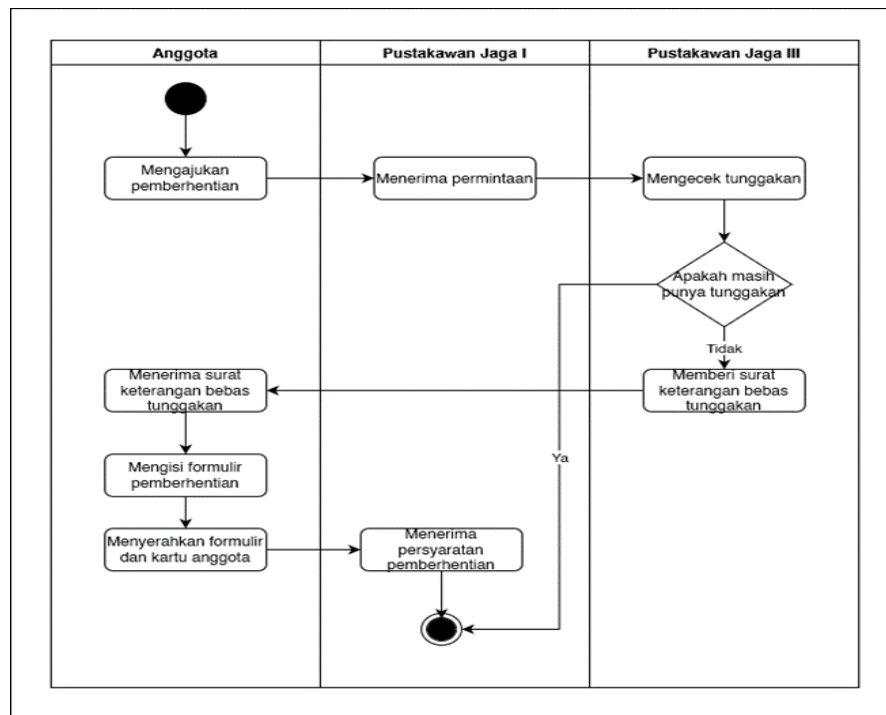 Anggota
Pustakawan Jaga I
Pustakawan Jaga III
Mengajukan
pemberhentian
Menerima permintaan
Mengecek tunggakan
Apakah masih
punya tunggakan
Tidak
Menerima surat
keterangan bebas
tunggakan
Memberi surat
keterangan bebas
tunggakan
Ya
Mengisi formulir
pemberhentian
Menyerahkan formulir
dan kartu anggota
Menerima
persyaratan
pemberhentian